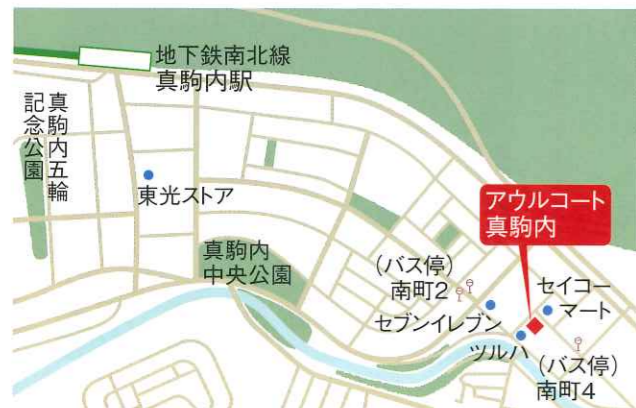 地下鉄南北線
真駒内駅
真駒内五輪
記念公園
東光ストア
アウルコート
真駒内
真駒内
中央公園
(バス停)
南町2
セイコー
マート
セブンイレブン
ツルハ
(バス停)
南町4